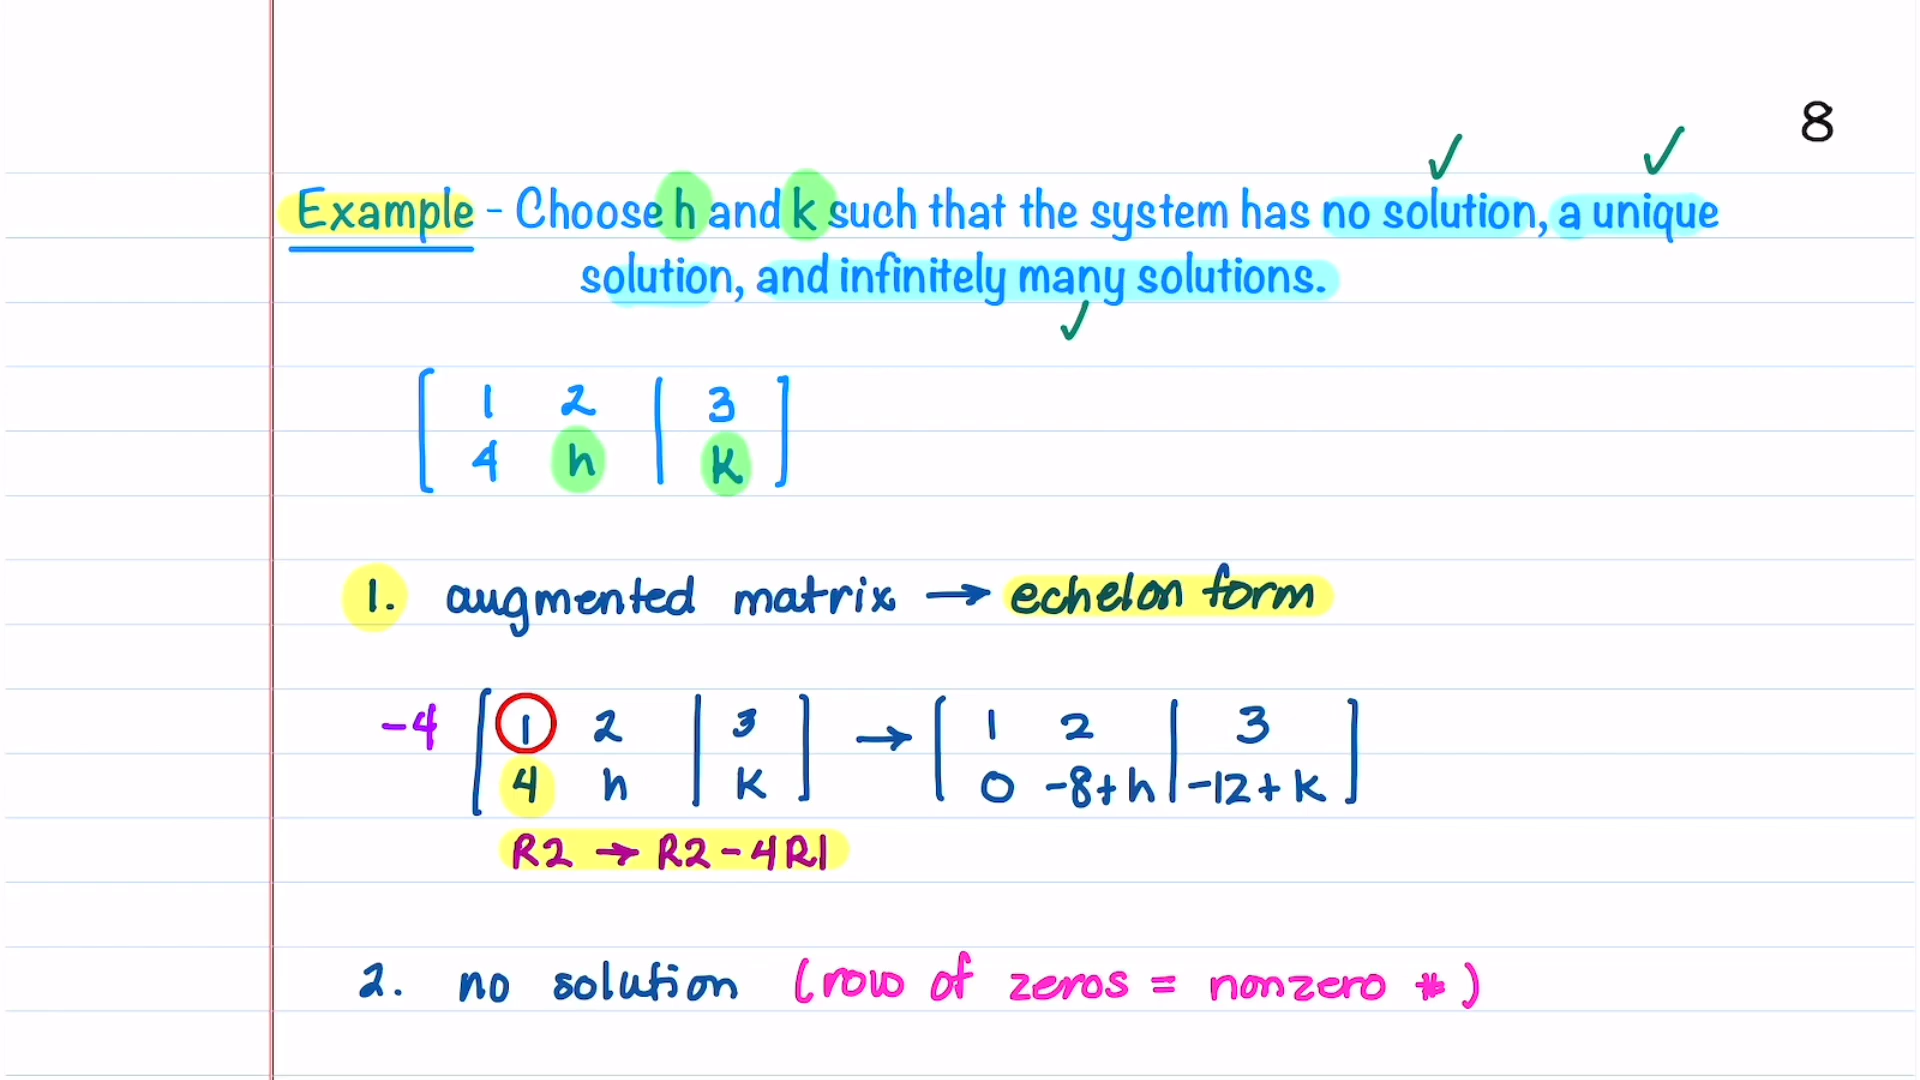 8
Example - Choose h and k such that the system has no solution, a unique
solution, and infinitely many solutions.
1 2 | 3
4 h | k
1. augmented matrix → echelon form
-4 [ 1 2 | 3 ] → [ 1 2 | 3 ]
[ 4 h | k ] [ 0 -8+h | -12+k ]
R2 → R2-4R1
2. no solution (row of zeros = nonzero #)